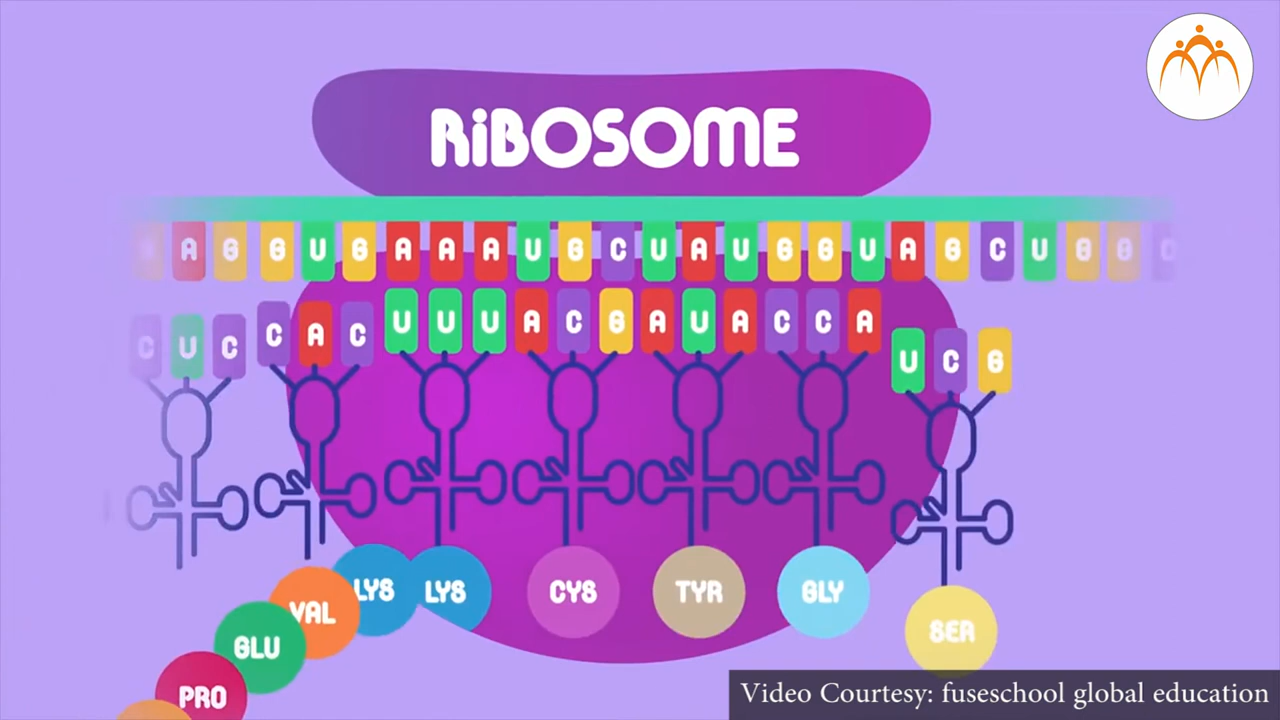 RiBOSOME
A G G U G A A A U G C U A U G G U A G C U G G C
C U C C A C U U U A C G A U A C C A U C G
LYS LYS CYS TYR GLY
VAL
SER
GLU
PRO
Video Courtesy: fuseschool global education